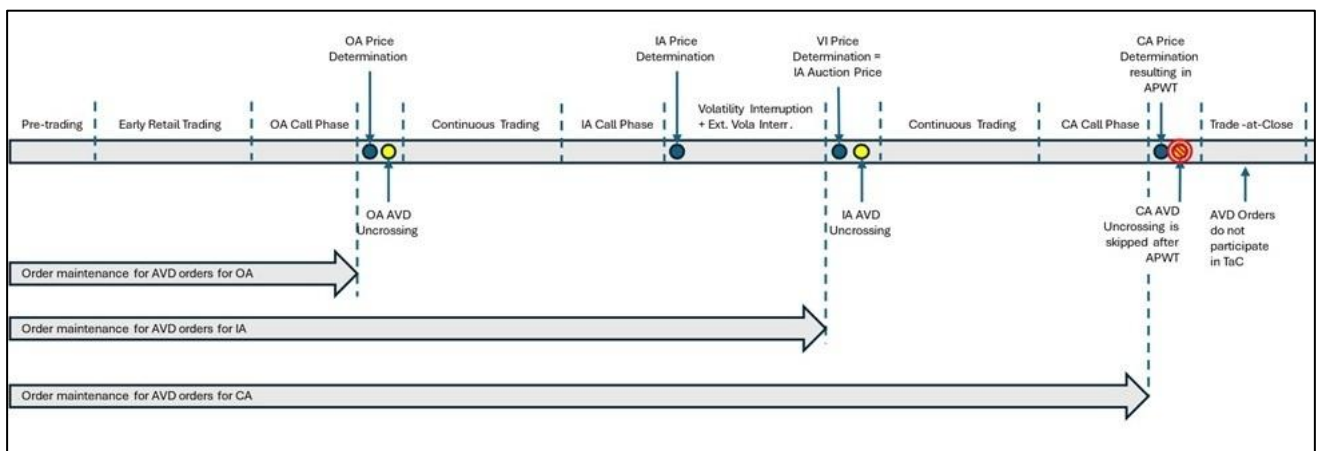 OA Price
Determination
IA Price
Determination
VI Price
Determination =
IA Auction Price
CA Price
Determination
resulting in
APWT
Pre-trading
Early Retail Trading
OA Call Phase
Continuous Trading
IA Call Phase
Volatility Interruption
+ Ext. Vola Interr.
Continuous Trading
CA Call Phase
Trade-at-Close
OA AVD
Uncrossing
IA AVD
Uncrossing
CA AVD
Uncrossing is
skipped after
APWT
AVD Orders
do not
participate
in TaC
Order maintenance for AVD orders for OA
Order maintenance for AVD orders for IA
Order maintenance for AVD orders for CA